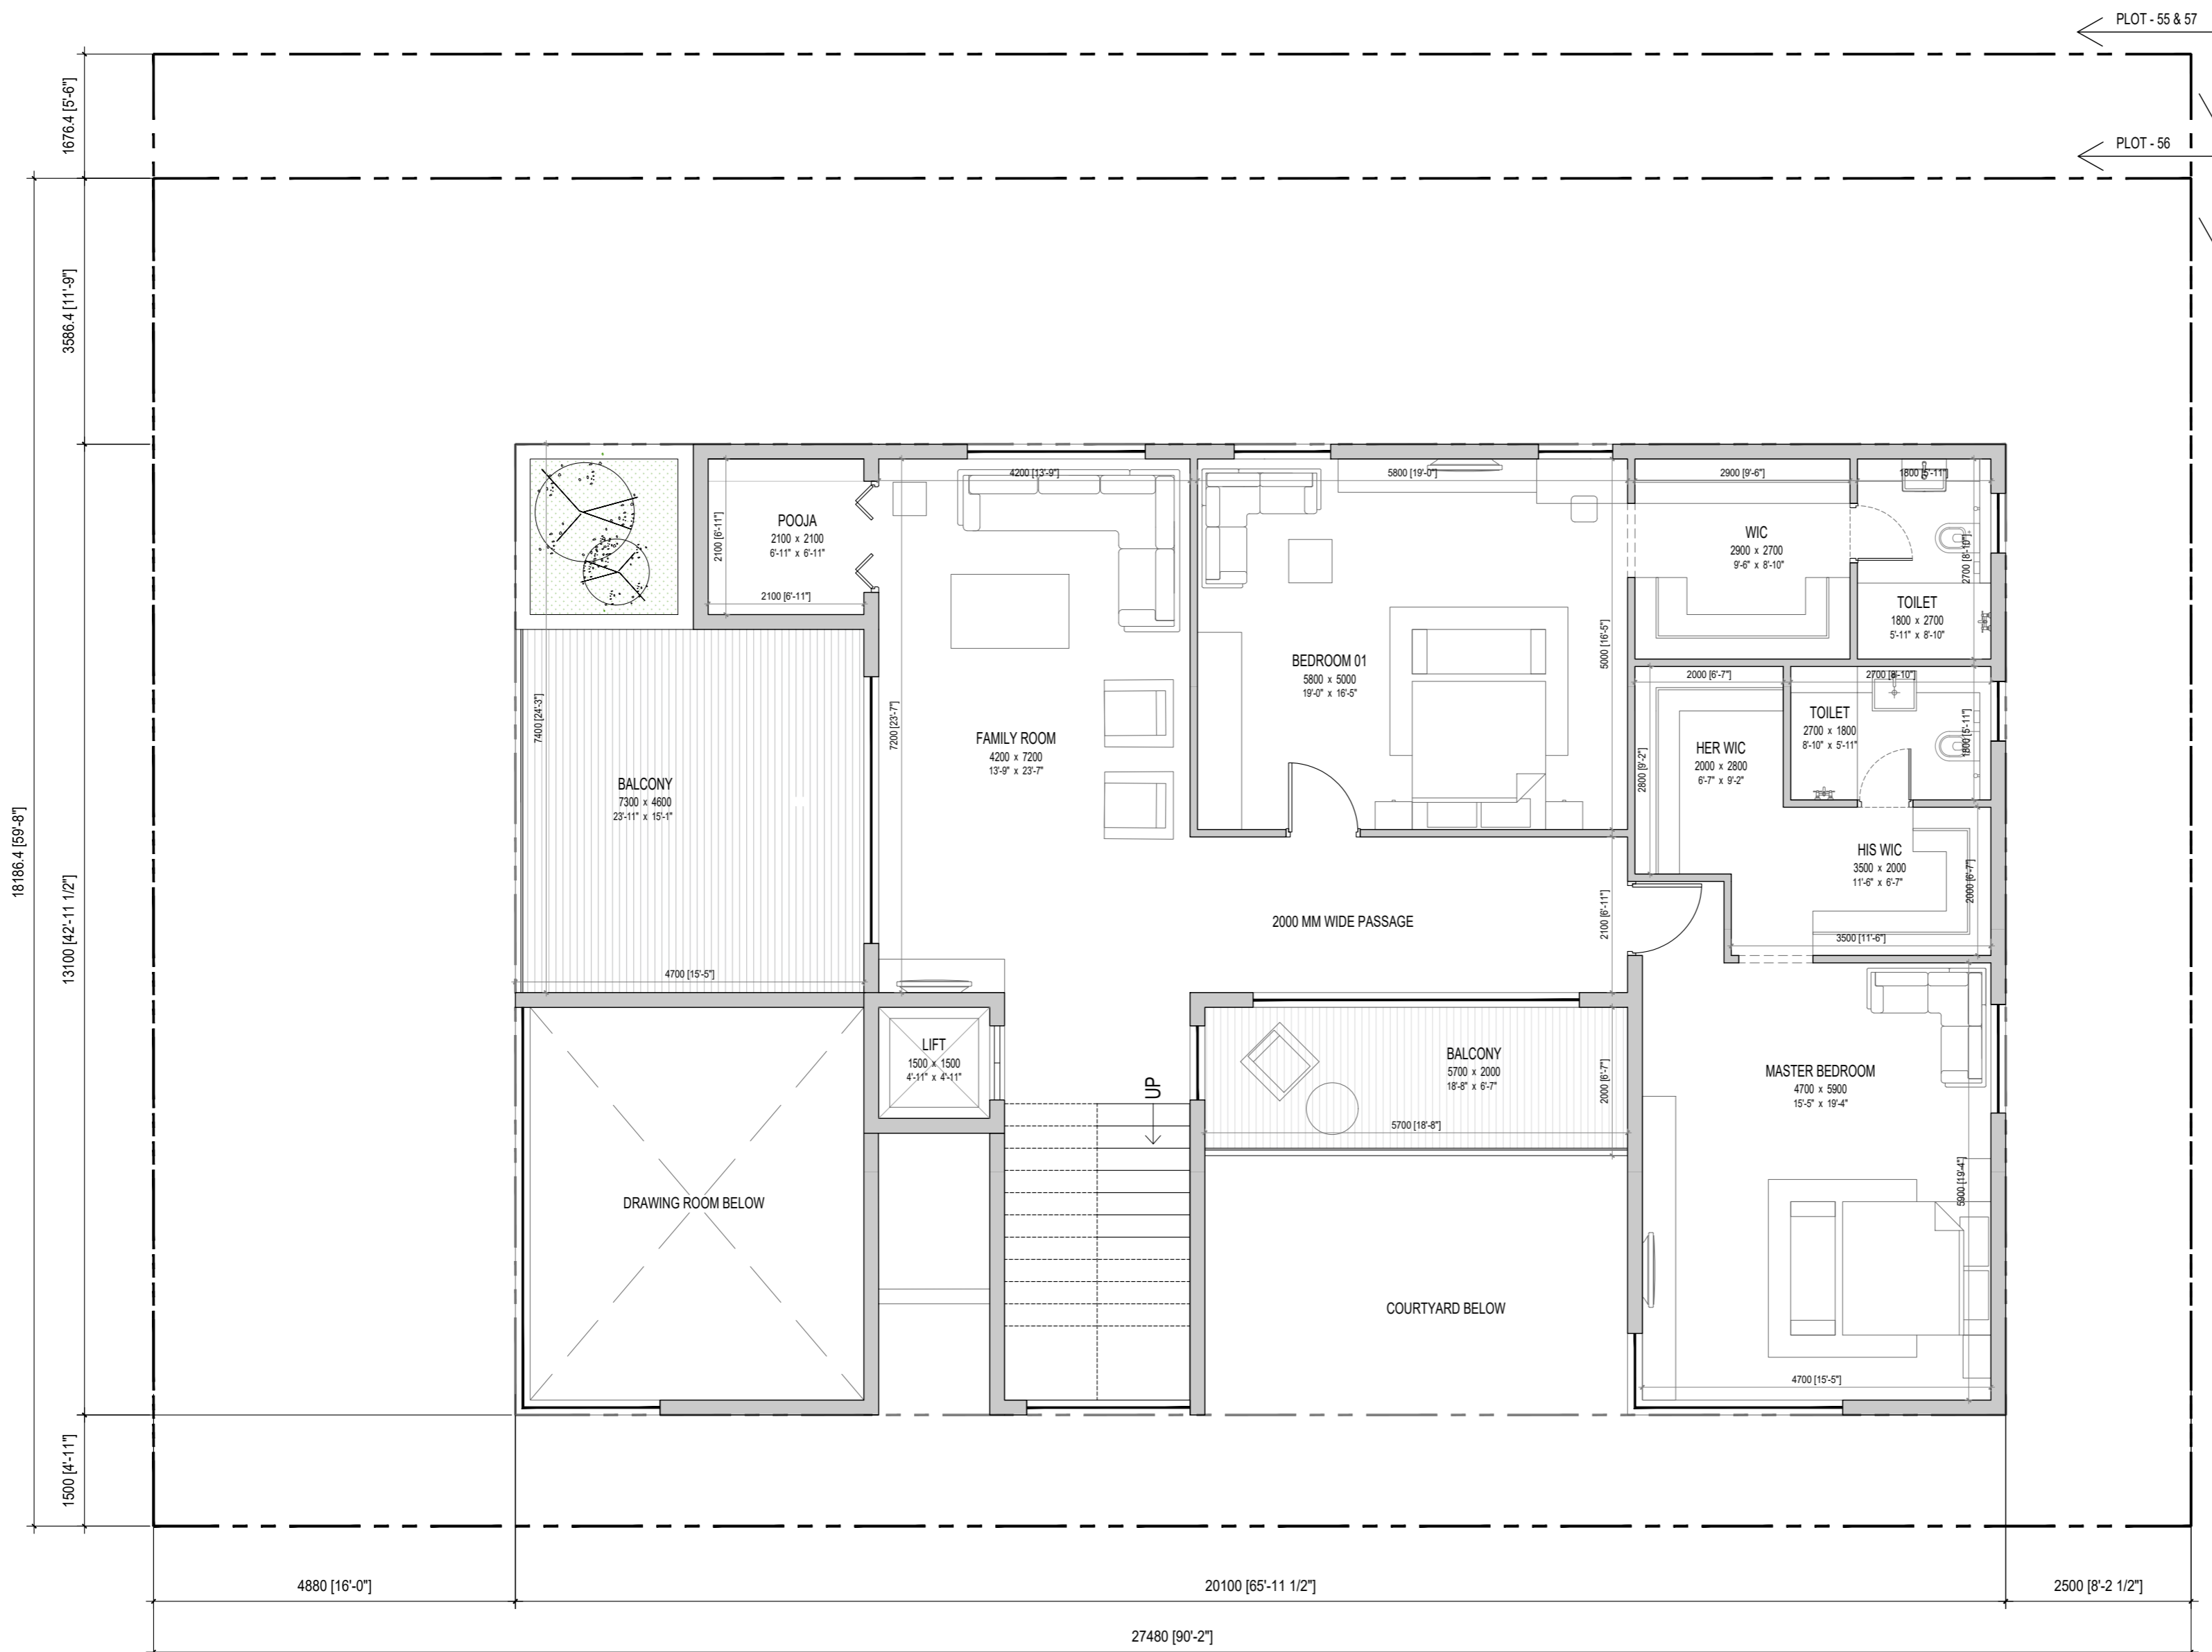 PLOT - 55 & 57
1676.4 [5'-6"]
PLOT - 56
3586.4 [11'-9"]
18186.4 [59'-8"]
13100 [42'-11 1/2"]
1500 [4'-11"]
POOJA
2100 x 2100
6'-11" x 6'-11"
2100 [6'-11"]
2100 [6'-11"]
4200 [13'-9"]
5800 [19'-0"]
2900 [9'-6"]
1800 [5'-11"]
WIC
2900 x 2700
9'-6" x 8'-10"
2700 [8'-10"]
TOILET
1800 x 2700
5'-11" x 8'-10"
BEDROOM 01
5800 x 5000
19'-0" x 16'-5"
5000 [16'-5"]
2000 [6'-7"]
2700 [8'-10"]
TOILET
2700 x 1800
8'-10" x 5'-11"
1800 [5'-11"]
HER WIC
2000 x 2800
6'-7" x 9'-2"
2800 [9'-2"]
7400 [24'-3"]
7200 [23'-7"]
FAMILY ROOM
4200 x 7200
13'-9" x 23'-7"
BALCONY
7300 x 4600
23'-11" x 15'-1"
4700 [15'-5"]
HIS WIC
3500 x 2000
11'-6" x 6'-7"
2000 [6'-7"]
3500 [11'-6"]
2000 MM WIDE PASSAGE
2100 [6'-11"]
LIFT
1500 x 1500
4'-11" x 4'-11"
UP
BALCONY
5700 x 2000
18'-8" x 6'-7"
2000 [6'-7"]
5700 [18'-8"]
MASTER BEDROOM
4700 x 5900
15'-5" x 19'-4"
5900 [19'-4"]
DRAWING ROOM BELOW
COURTYARD BELOW
4700 [15'-5"]
4880 [16'-0"]
20100 [65'-11 1/2"]
2500 [8'-2 1/2"]
27480 [90'-2"]